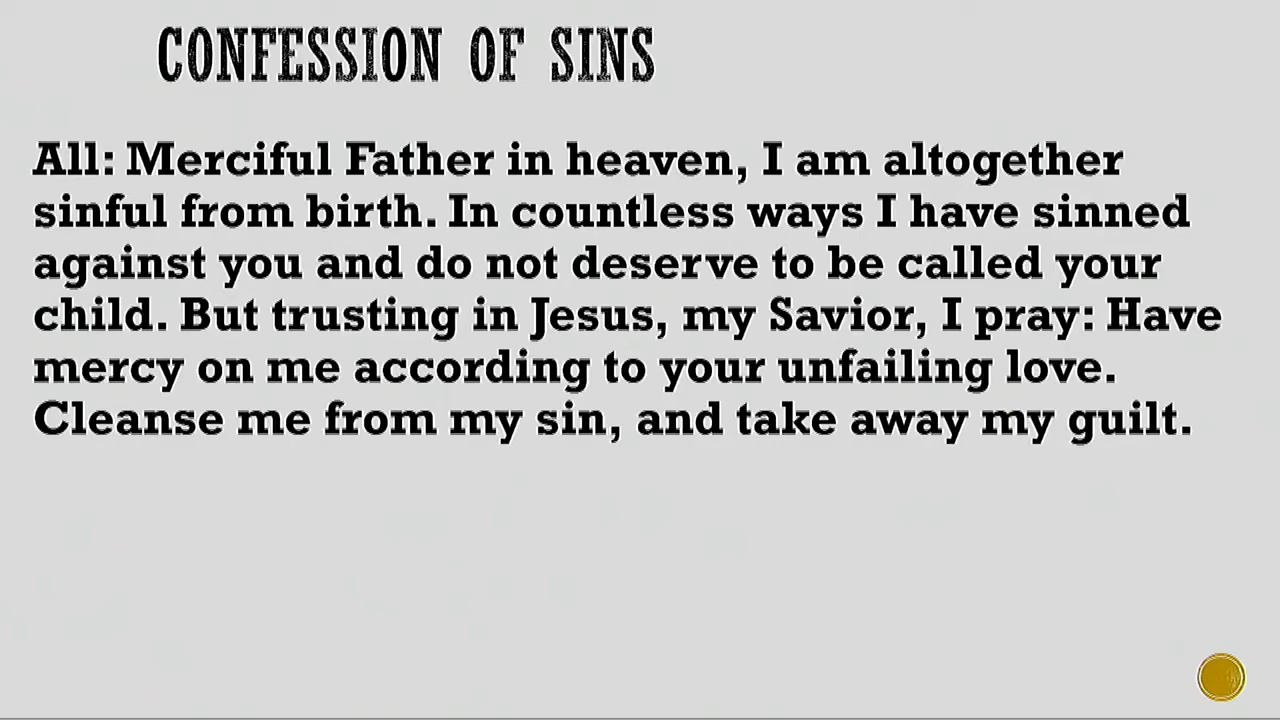 CONFESSION OF SINS
All: Merciful Father in heaven, I am altogether
sinful from birth. In countless ways I have sinned
against you and do not deserve to be called your
child. But trusting in Jesus, my Savior, I pray: Have
mercy on me according to your unfailing love.
Cleanse me from my sin, and take away my guilt.